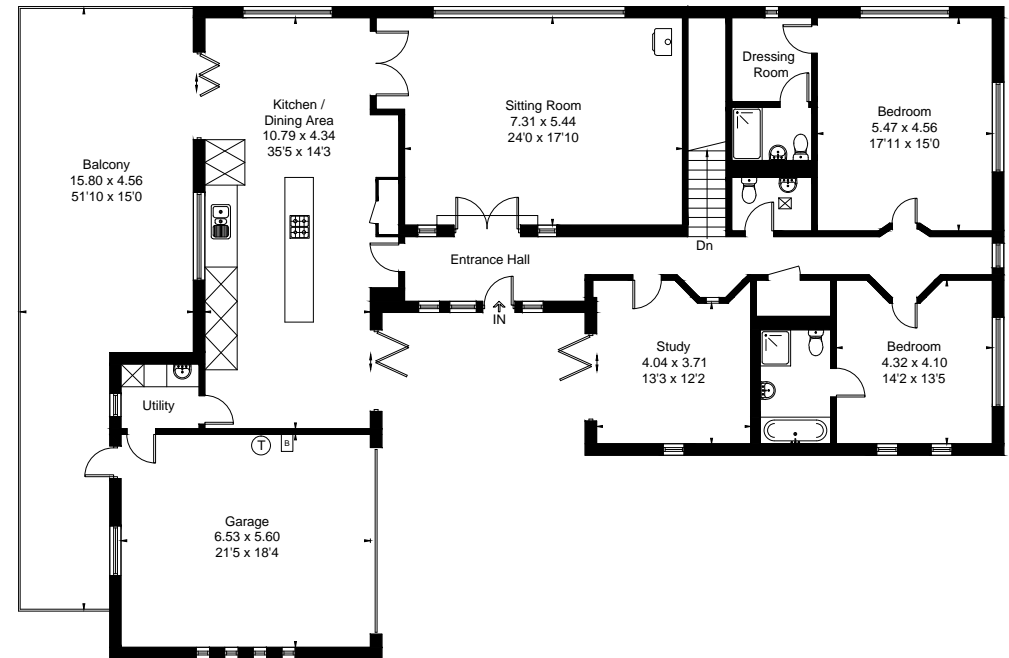 Dressing
Room
Kitchen /
Dining Area
10.79 x 4.34
35'5 x 14'3
Sitting Room
7.31 x 5.44
24'0 x 17'10
Bedroom
5.47 x 4.56
17'11 x 15'0
Balcony
15.80 x 4.56
51'10 x 15'0
Dn
Entrance Hall
IN
Study
4.04 x 3.71
13'3 x 12'2
Bedroom
4.32 x 4.10
14'2 x 13'5
Utility
T
B
Garage
6.53 x 5.60
21'5 x 18'4